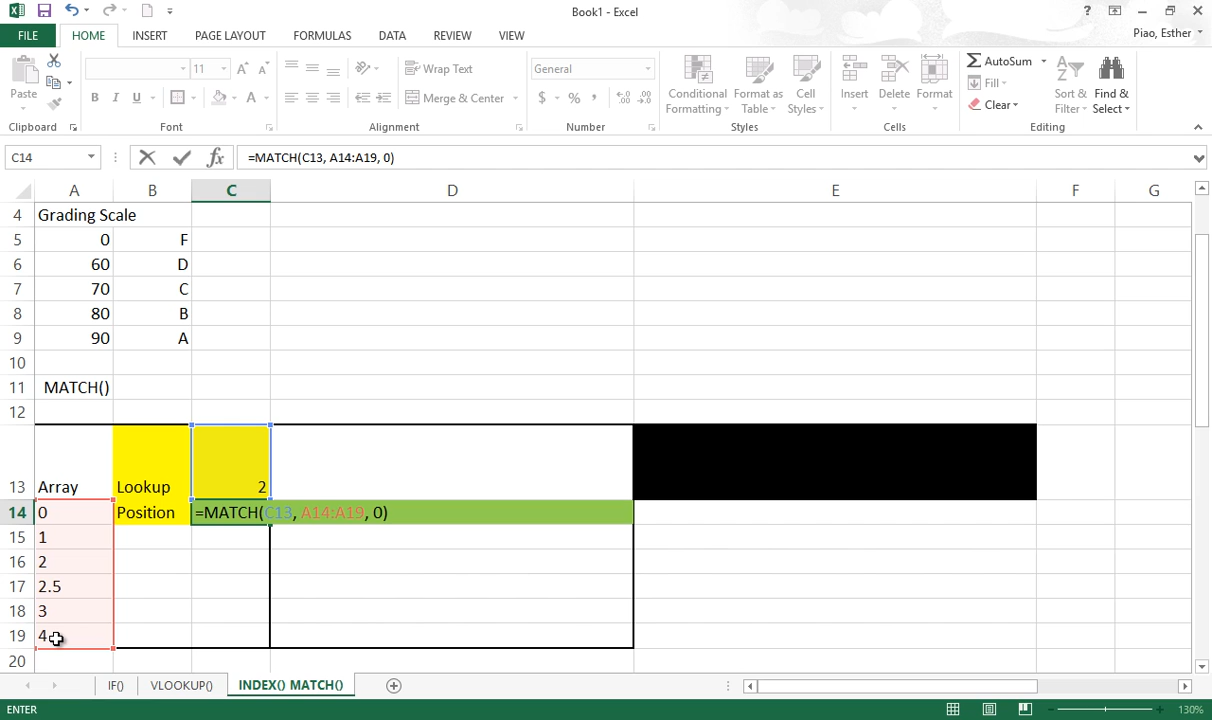 Book1 - Excel
?
FILE HOME INSERT PAGE LAYOUT FORMULAS DATA REVIEW VIEW
Piao, Esther
Paste
11
B I U
A
Wrap Text
Merge & Center
General
$ % ,
Conditional Formatting
Format as Table
Cell Styles
Insert
Delete
Format
AutoSum
Fill
Clear
Sort & Filter
Find & Select
Clipboard Font Alignment Number Styles Cells Editing
C14 fx =MATCH(C13, A14:A19, 0)
A B C D E F G
4 Grading Scale
5 0 F
6 60 D
7 70 C
8 80 B
9 90 A
10
11 MATCH()
12
13 Array Lookup 2
14 0 Position =MATCH(C13, A14:A19, 0)
15 1
16 2
17 2.5
18 3
19 4
20
IF() VLOOKUP() INDEX() MATCH()
ENTER 130%